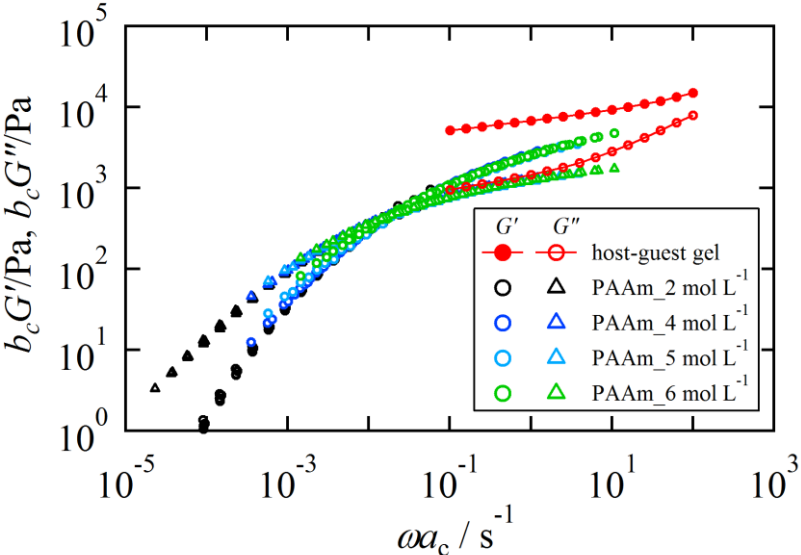 10^5
10^4
10^3
10^2
10^1
10^0
b_cG'/Pa, b_cG''/Pa
G' G''
host-guest gel
PAAm_2 mol L^-1
PAAm_4 mol L^-1
PAAm_5 mol L^-1
PAAm_6 mol L^-1
10^-5 10^-3 10^-1 10^1 10^3
ωa_c / s^-1